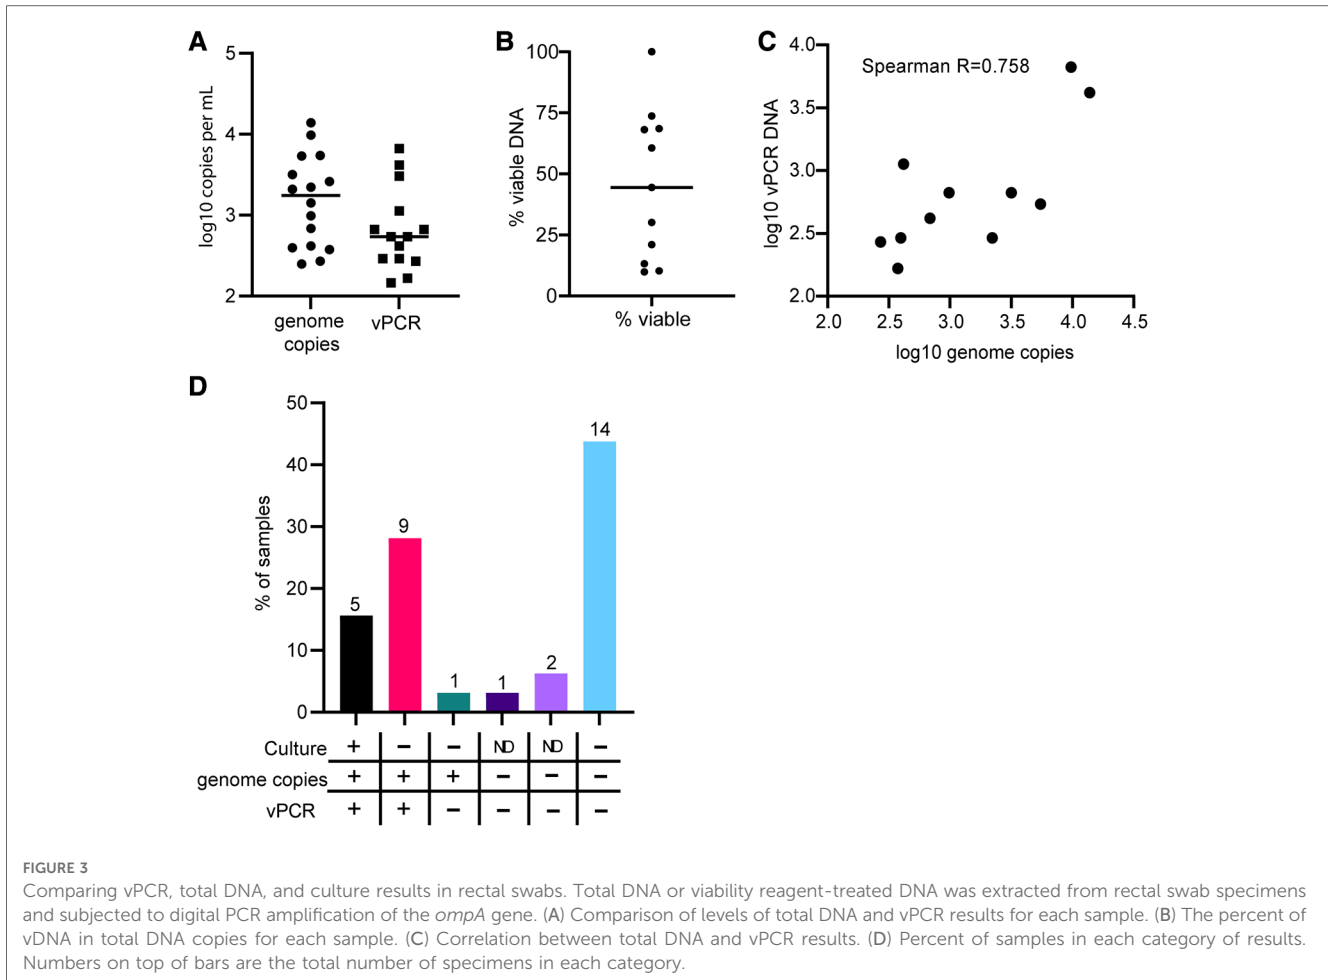 A
5
4
3
2
log10 copies per mL
genome
copies
vPCR
B
100
75
50
25
0
% viable DNA
% viable
C
4.0
3.5
3.0
2.5
2.0
log10 vPCR DNA
Spearman R=0.758
2.0 2.5 3.0 3.5 4.0 4.5
log10 genome copies
D
50
40
30
20
10
0
% of samples
5 9 1 1 2 14
Culture + − − ND ND −
genome copies + + + − − −
vPCR + + − − − −
FIGURE 3
Comparing vPCR, total DNA, and culture results in rectal swabs. Total DNA or viability reagent-treated DNA was extracted from rectal swab specimens
and subjected to digital PCR amplification of the ompA gene. (A) Comparison of levels of total DNA and vPCR results for each sample. (B) The percent of
vDNA in total DNA copies for each sample. (C) Correlation between total DNA and vPCR results. (D) Percent of samples in each category of results.
Numbers on top of bars are the total number of specimens in each category.